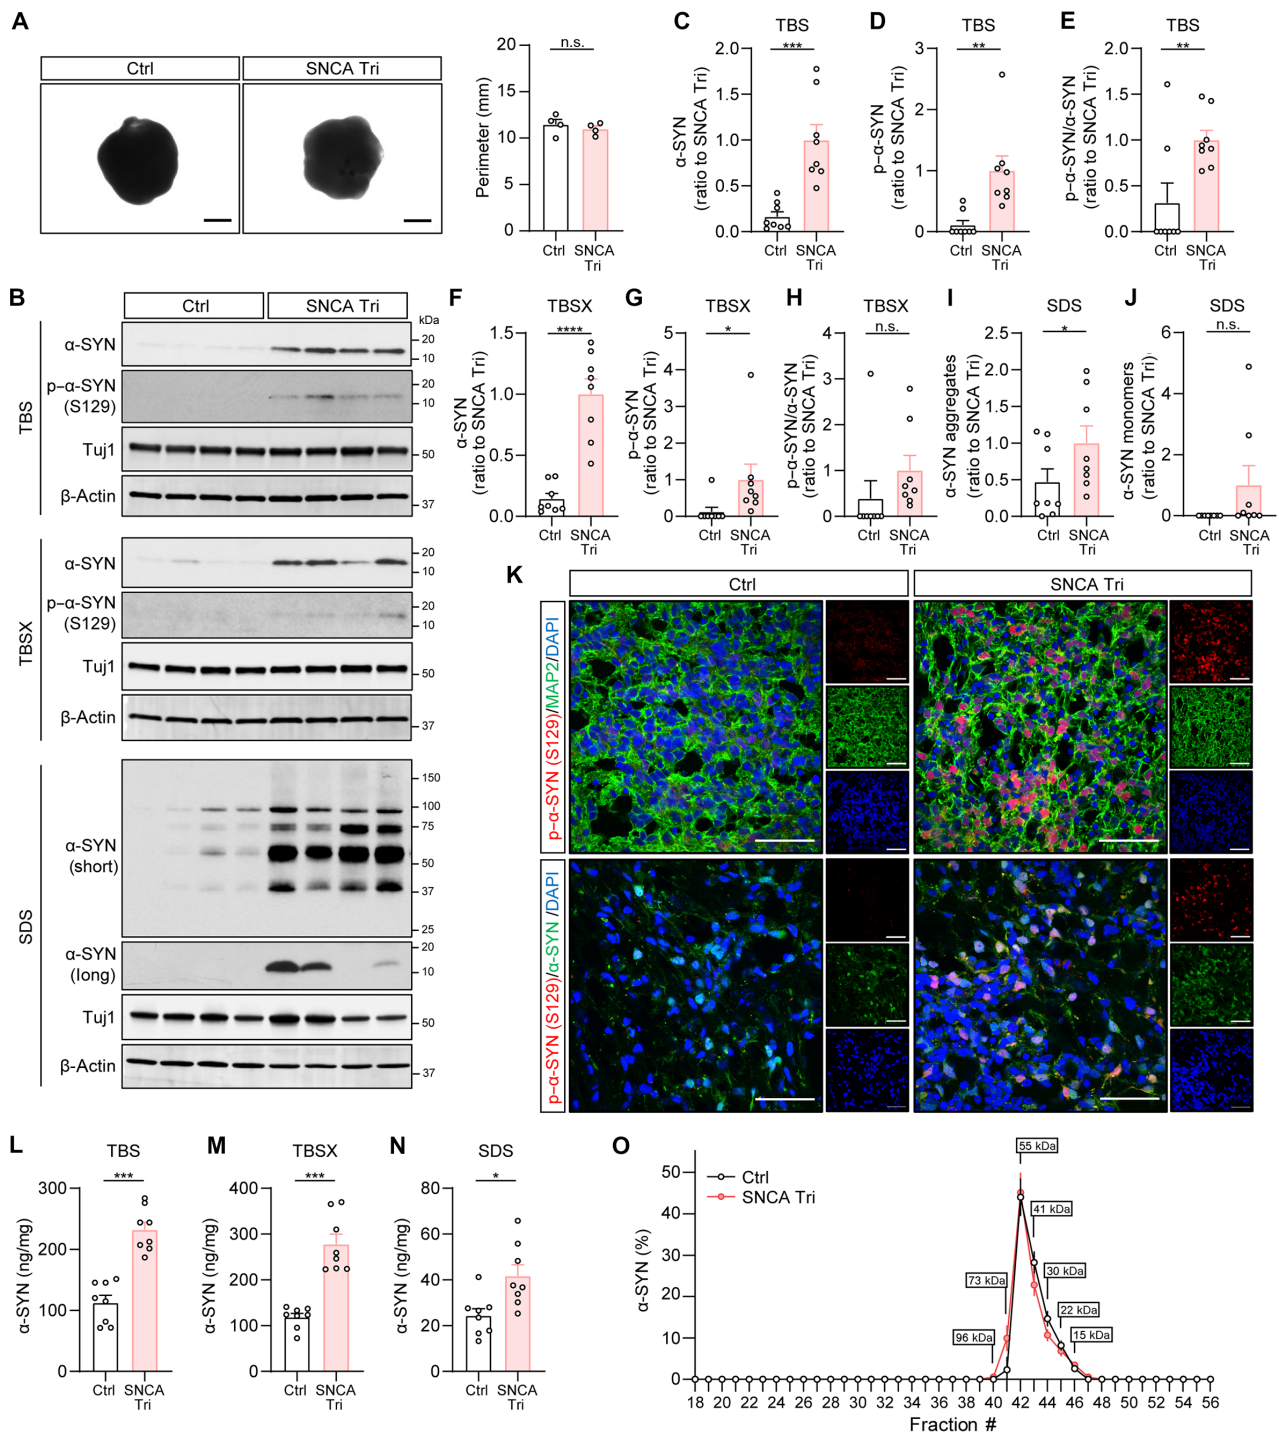 A
Ctrl
SNCA Tri
Perimeter (mm)
20
15
10
5
0
n.s.
Ctrl
SNCA
Tri
C
TBS
α-SYN
(ratio to SNCA Tri)
2.0
1.5
1.0
0.5
0.0
***
Ctrl
SNCA
Tri
D
TBS
p–α-SYN
(ratio to SNCA Tri)
3
2
1
0
**
Ctrl
SNCA
Tri
E
TBS
p–α-SYN/α-SYN
(ratio to SNCA Tri)
2.0
1.5
1.0
0.5
0.0
**
Ctrl
SNCA
Tri
B
Ctrl
SNCA Tri
kDa
TBS
α-SYN
20
10
p–α-SYN
(S129)
20
10
Tuj1
50
β-Actin
37
TBSX
α-SYN
20
10
p–α-SYN
(S129)
20
10
Tuj1
50
β-Actin
37
SDS
α-SYN
(short)
150
100
75
50
37
25
α-SYN
(long)
20
10
Tuj1
50
β-Actin
37
F
TBSX
α-SYN
(ratio to SNCA Tri)
1.5
1.0
0.5
0.0
****
Ctrl
SNCA
Tri
G
TBSX
p–α-SYN
(ratio to SNCA Tri)
5
4
3
2
1
0
*
Ctrl
SNCA
Tri
H
TBSX
p–α-SYN/α-SYN
(ratio to SNCA Tri)
4
3
2
1
0
n.s.
Ctrl
SNCA
Tri
I
SDS
α-SYN aggregates
(ratio to SNCA Tri)
2.5
2.0
1.5
1.0
0.5
0.0
*
Ctrl
SNCA
Tri
J
SDS
α-SYN monomers
(ratio to SNCA Tri)
6
4
2
0
n.s.
Ctrl
SNCA
Tri
K
Ctrl
SNCA Tri
p–α-SYN (S129)/MAP2/DAPI
p–α-SYN (S129)/α-SYN /DAPI
L
TBS
α-SYN (ng/mg)
300
200
100
0
***
Ctrl
SNCA
Tri
M
TBSX
α-SYN (ng/mg)
400
300
200
100
0
***
Ctrl
SNCA
Tri
N
SDS
α-SYN (ng/mg)
80
60
40
20
0
*
Ctrl
SNCA
Tri
O
α-SYN (%)
50
40
30
20
10
0
Ctrl
SNCA Tri
55 kDa
41 kDa
30 kDa
73 kDa
22 kDa
96 kDa
15 kDa
18 20 22 24 26 28 30 32 34 36 38 40 42 44 46 48 50 52 54 56
Fraction #